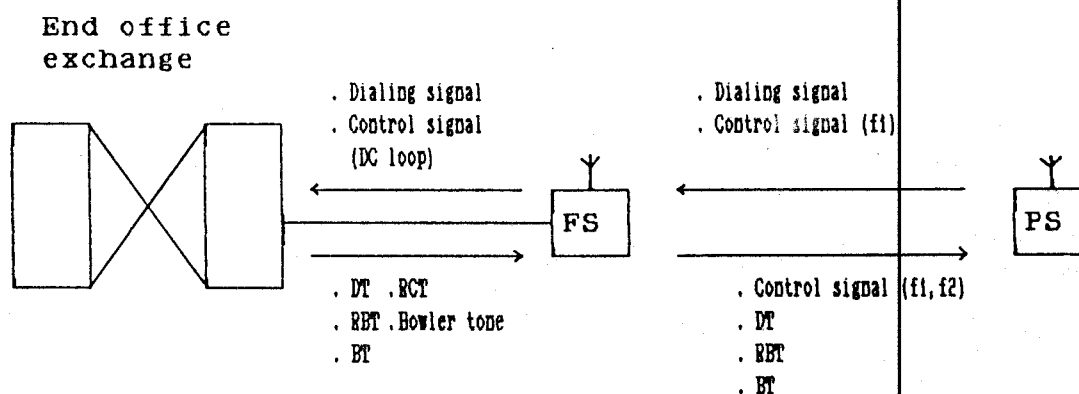 End office
exchange
. Dialing signal
. Control signal
(DC loop)
. Dialing signal
. Control signal (f1)
FS
PS
. DT . RCT
. RBT . Howler tone
. BT
. Control signal (f1, f2)
. DT
. RBT
. BT